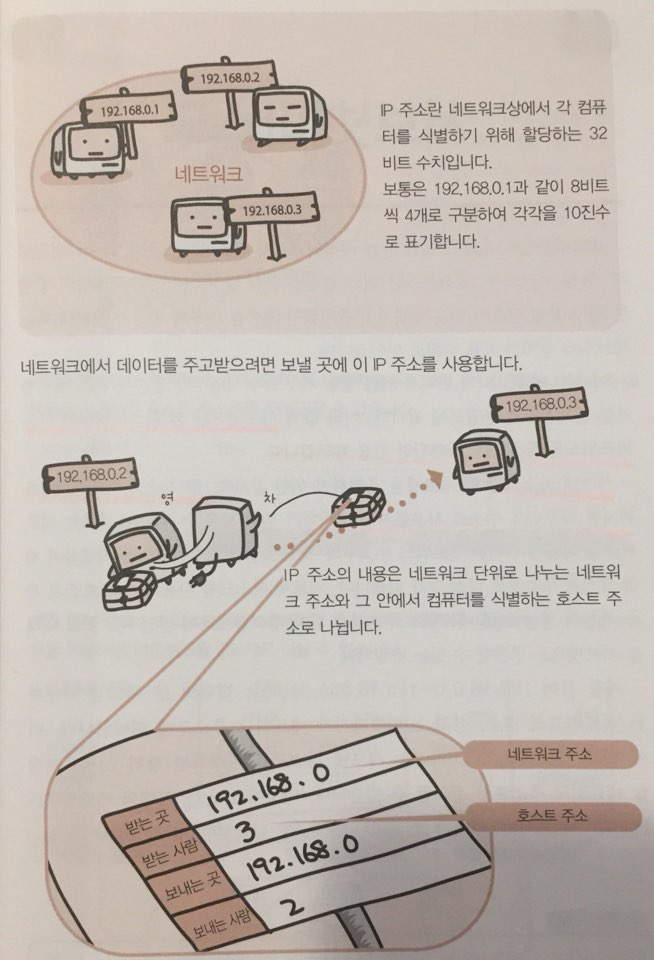 192.168.0.2
192.168.0.1
네트워크
192.168.0.3
IP 주소란 네트워크상에서 각 컴퓨
터를 식별하기 위해 할당하는 32
비트 수치입니다.
보통은 192.168.0.1과 같이 8비트
씩 4개로 구분하여 각각을 10진수
로 표기합니다.
네트워크에서 데이터를 주고받으려면 보낼 곳에 이 IP 주소를 사용합니다.
192.168.0.3
192.168.0.2
영
차
IP 주소의 내용은 네트워크 단위로 나누는 네트워
크 주소와 그 안에서 컴퓨터를 식별하는 호스트 주
소로 나뉩니다.
네트워크 주소
받는 곳 192.168.0
호스트 주소
받는 사람 3
보내는 곳 192.168.0
보내는 사람 2